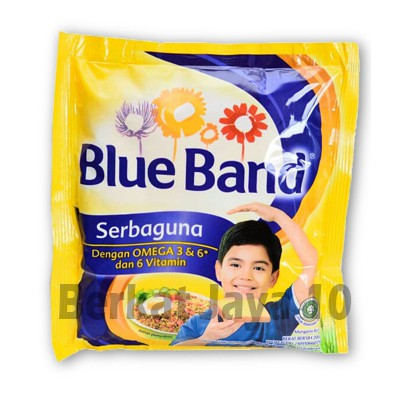 Blue Band®
Serbaguna
Dengan OMEGA 3 & 6*
dan 6 Vitamin
Berkat Jaya 10